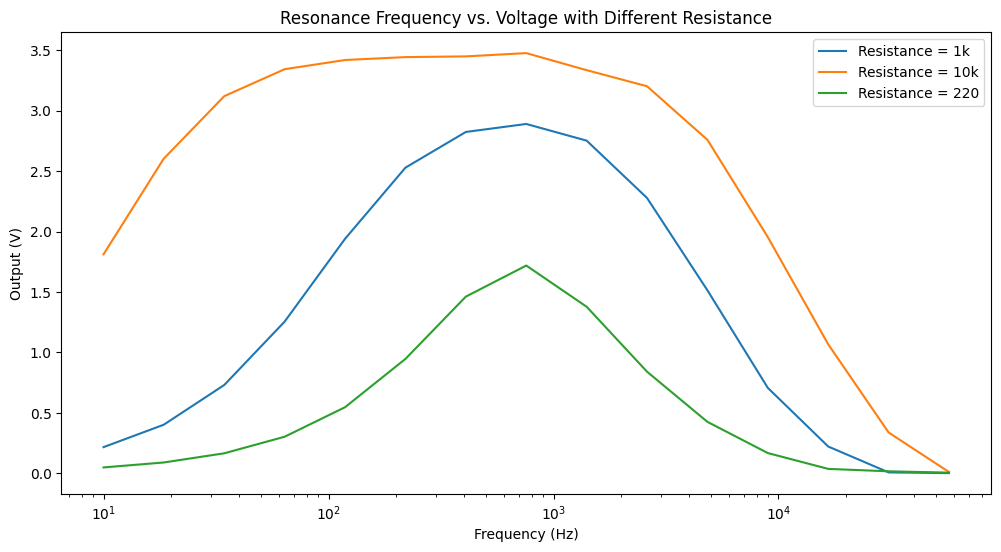 Resonance Frequency vs. Voltage with Different Resistance
Resistance = 1k
Resistance = 10k
Resistance = 220
Output (V)
3.5
3.0
2.5
2.0
1.5
1.0
0.5
0.0
10¹ 10² 10³ 10⁴
Frequency (Hz)